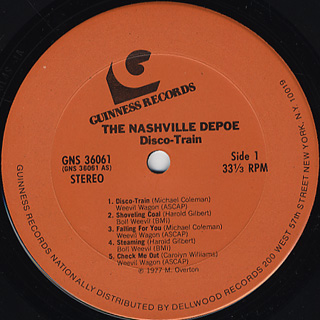 GUINNESS RECORDS
THE NASHVILLE DEPOE
Disco-Train
GNS 36061
(GNS 36061 AS)
STEREO
Side 1
33⅓ RPM
1. Disco-Train (Michael Coleman)
Weevil Wagon (ASCAP)
2. Shoveling Coal (Harold Gilbert)
Boll Weevil (BMI)
3. Falling For You (Michael Coleman)
Weevil Wagon (ASCAP)
4. Steaming (Harold Gilbert)
Boll Weevil (BMI)
5. Check Me Out (Carolyn Williams)
Weevil Wagon (ASCAP)
℗ 1977 M. Overton
GUINNESS RECORDS NATIONALLY DISTRIBUTED BY DELLWOOD RECORDS 200 WEST 57th STREET NEW YORK, NY 10019